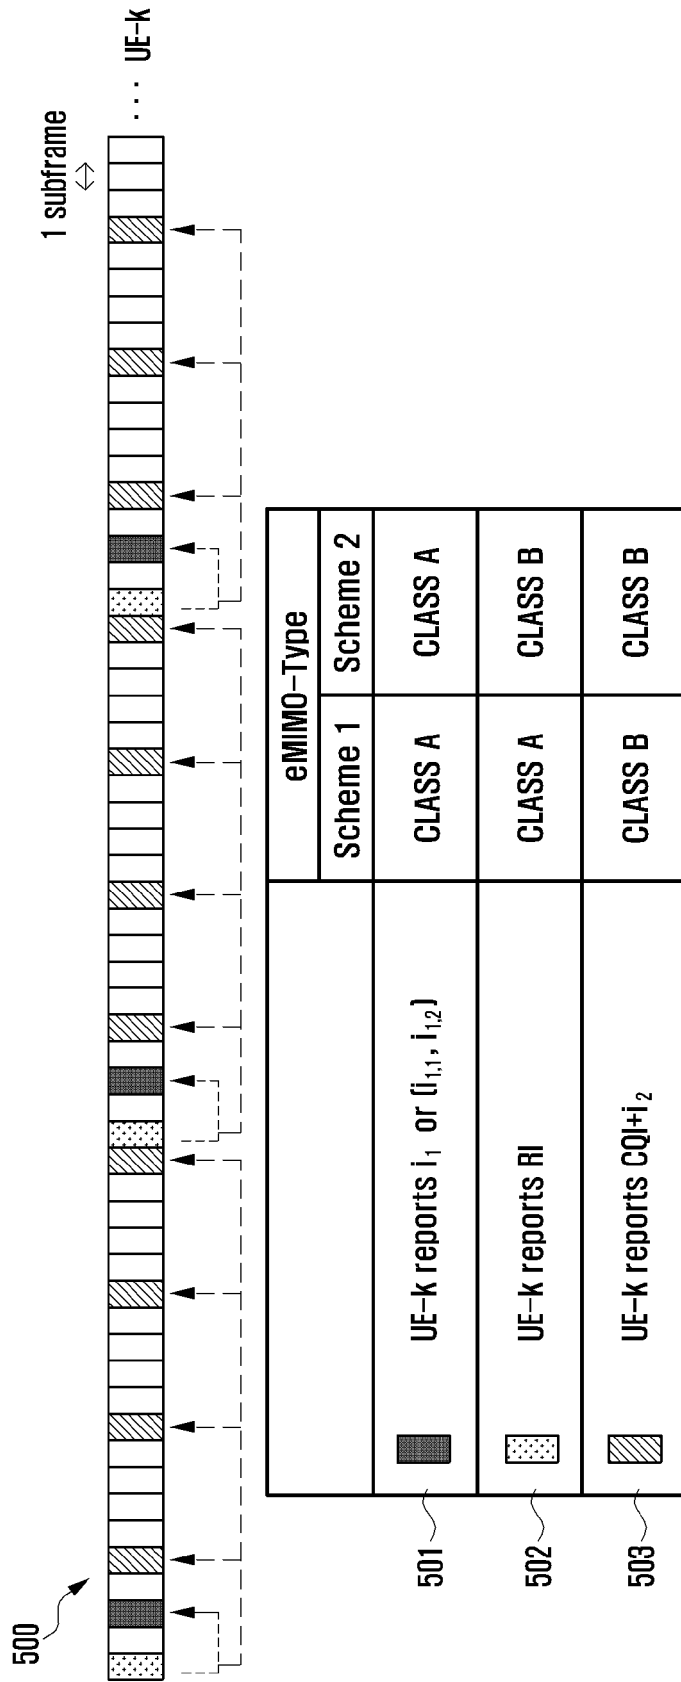 500
1 subframe
... UE-K
eMIMO-Type
Scheme 1 Scheme 2
501 UE-K reports i1 or (i1,1, i1,2) CLASS A CLASS A
502 UE-K reports RI CLASS A CLASS B
503 UE-K reports CQI+i2 CLASS B CLASS B